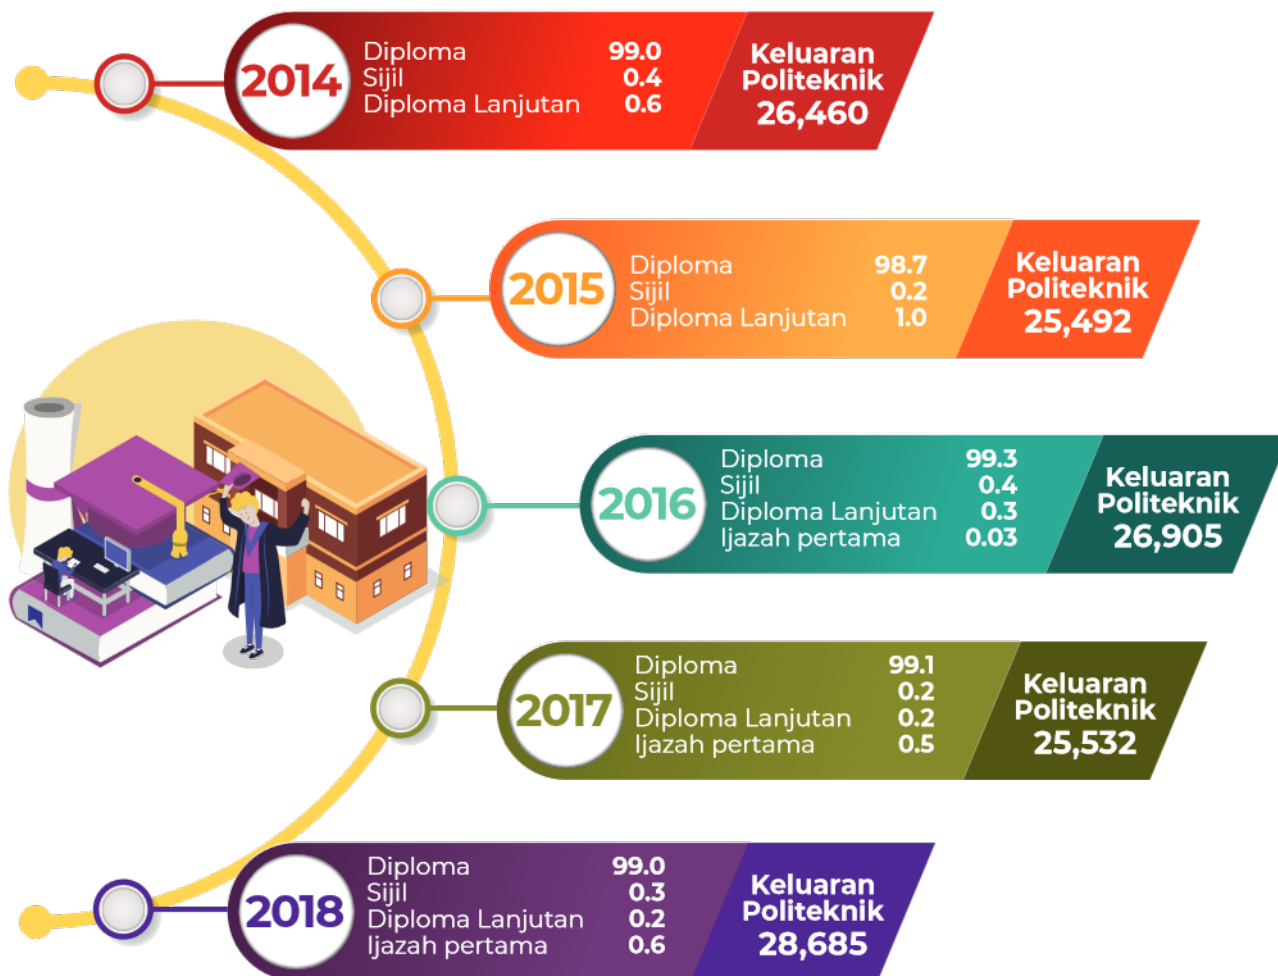 2014
Diploma 99.0
Sijil 0.4
Diploma Lanjutan 0.6
Keluaran
Politeknik
26,460
2015
Diploma 98.7
Sijil 0.2
Diploma Lanjutan 1.0
Keluaran
Politeknik
25,492
2016
Diploma 99.3
Sijil 0.4
Diploma Lanjutan 0.3
Ijazah pertama 0.03
Keluaran
Politeknik
26,905
2017
Diploma 99.1
Sijil 0.2
Diploma Lanjutan 0.2
Ijazah pertama 0.5
Keluaran
Politeknik
25,532
2018
Diploma 99.0
Sijil 0.3
Diploma Lanjutan 0.2
Ijazah pertama 0.6
Keluaran
Politeknik
28,685